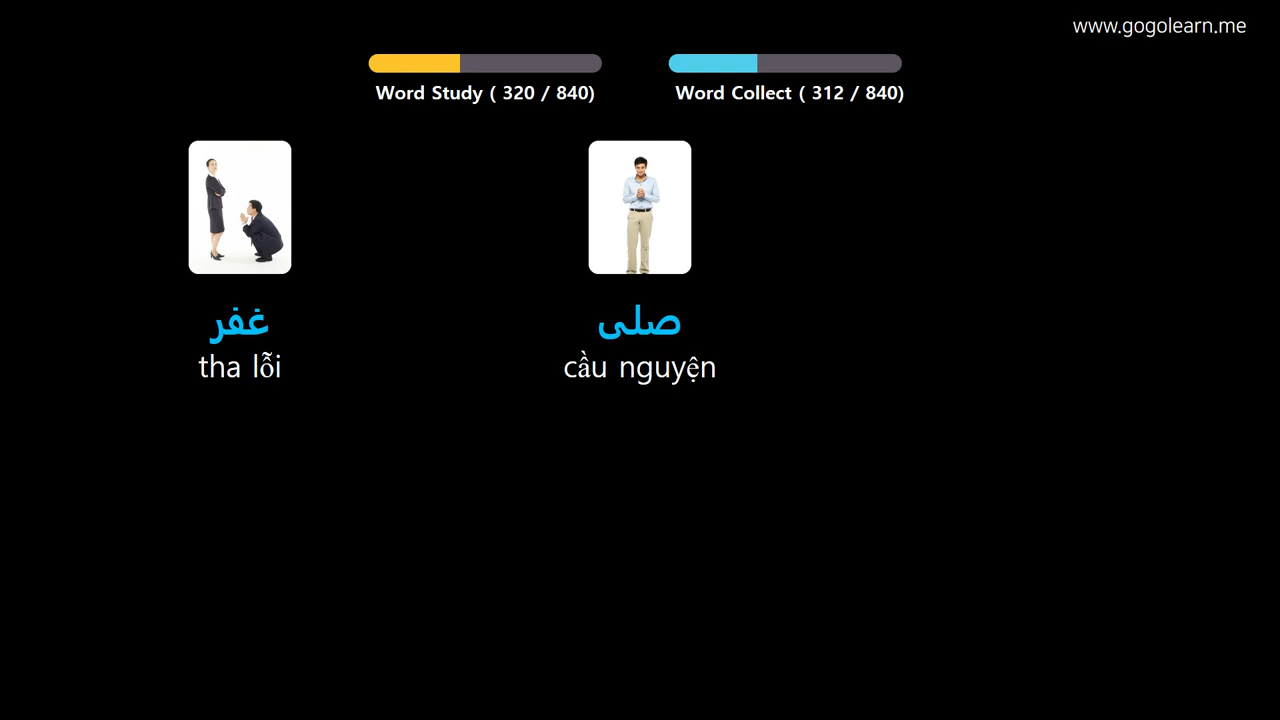 www.gogolearn.me
Word Study ( 320 / 840)
Word Collect ( 312 / 840)
غفر
tha lỗi
صلى
cầu nguyện